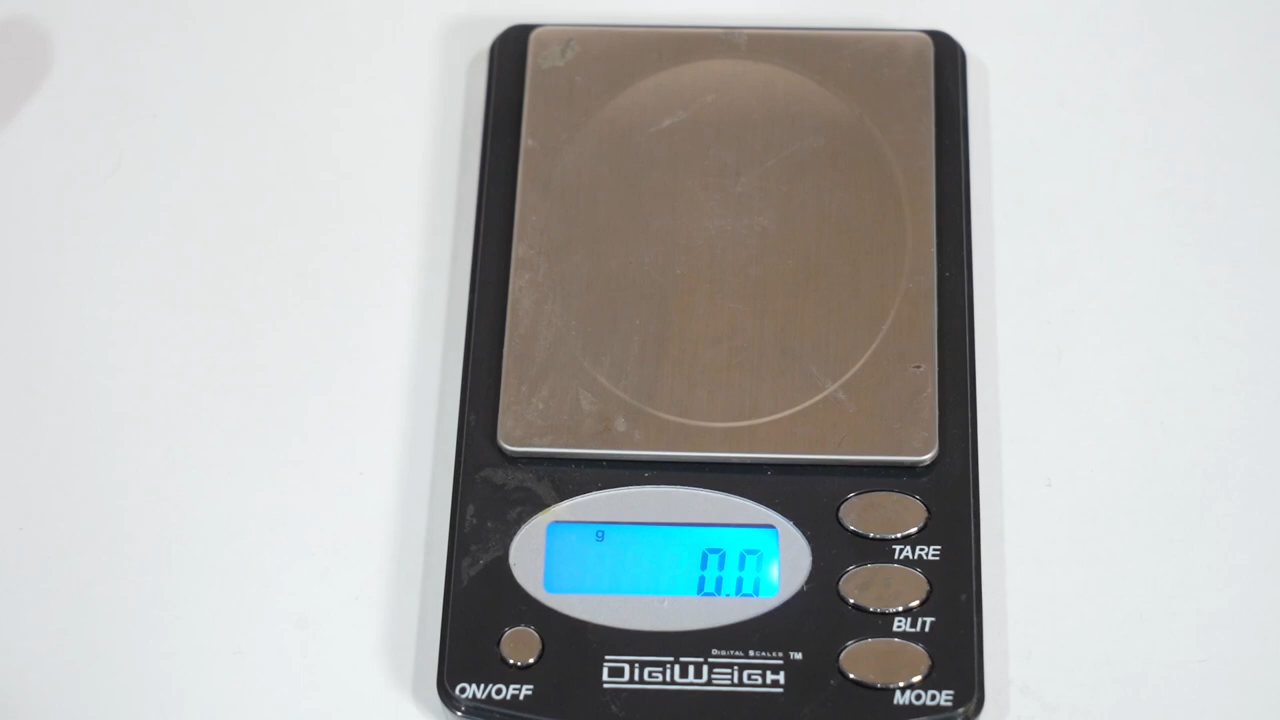 g
0.0
TARE
BLIT
DIGITAL SCALES ™
DIGIWEIGH
ON/OFF
MODE